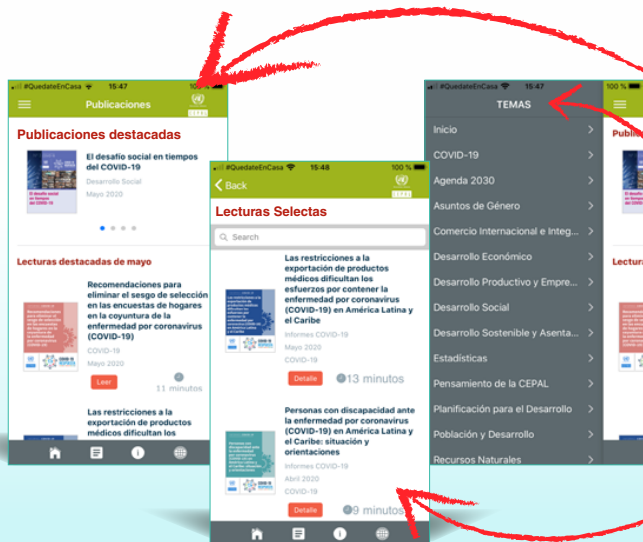 #QuedateEnCasa 15:47 100 %
Publicaciones
CEPAL
Publicaciones destacadas
El desafío social en tiempos
del COVID-19
Desarrollo Social
Mayo 2020
Lecturas destacadas de mayo
Recomendaciones para
eliminar el sesgo de selección
en las encuestas de hogares
en la coyuntura de la
enfermedad por coronavirus
(COVID-19)
COVID-19
Mayo 2020
Leer
11 minutos
Las restricciones a la
exportación de productos
médicos dificultan los
#QuedateEnCasa 15:48 100 %
Back
CEPAL
Lecturas Selectas
Search
Las restricciones a la
exportación de productos
médicos dificultan los
esfuerzos por contener la
enfermedad por coronavirus
(COVID-19) en América Latina y
el Caribe
Informes COVID-19
Mayo 2020
COVID-19
Detalle
13 minutos
Personas con discapacidad ante
la enfermedad por coronavirus
(COVID-19) en América Latina y
el Caribe: situación y
orientaciones
Informes COVID-19
Abril 2020
COVID-19
Detalle
9 minutos
#QuedateEnCasa 15:47 100 %
TEMAS
Inicio
COVID-19
Agenda 2030
Asuntos de Género
Comercio Internacional e Integ...
Desarrollo Económico
Desarrollo Productivo y Empre...
Desarrollo Social
Desarrollo Sostenible y Asenta...
Estadísticas
Pensamiento de la CEPAL
Planificación para el Desarrollo
Población y Desarrollo
Recursos Naturales
Public
Lectura